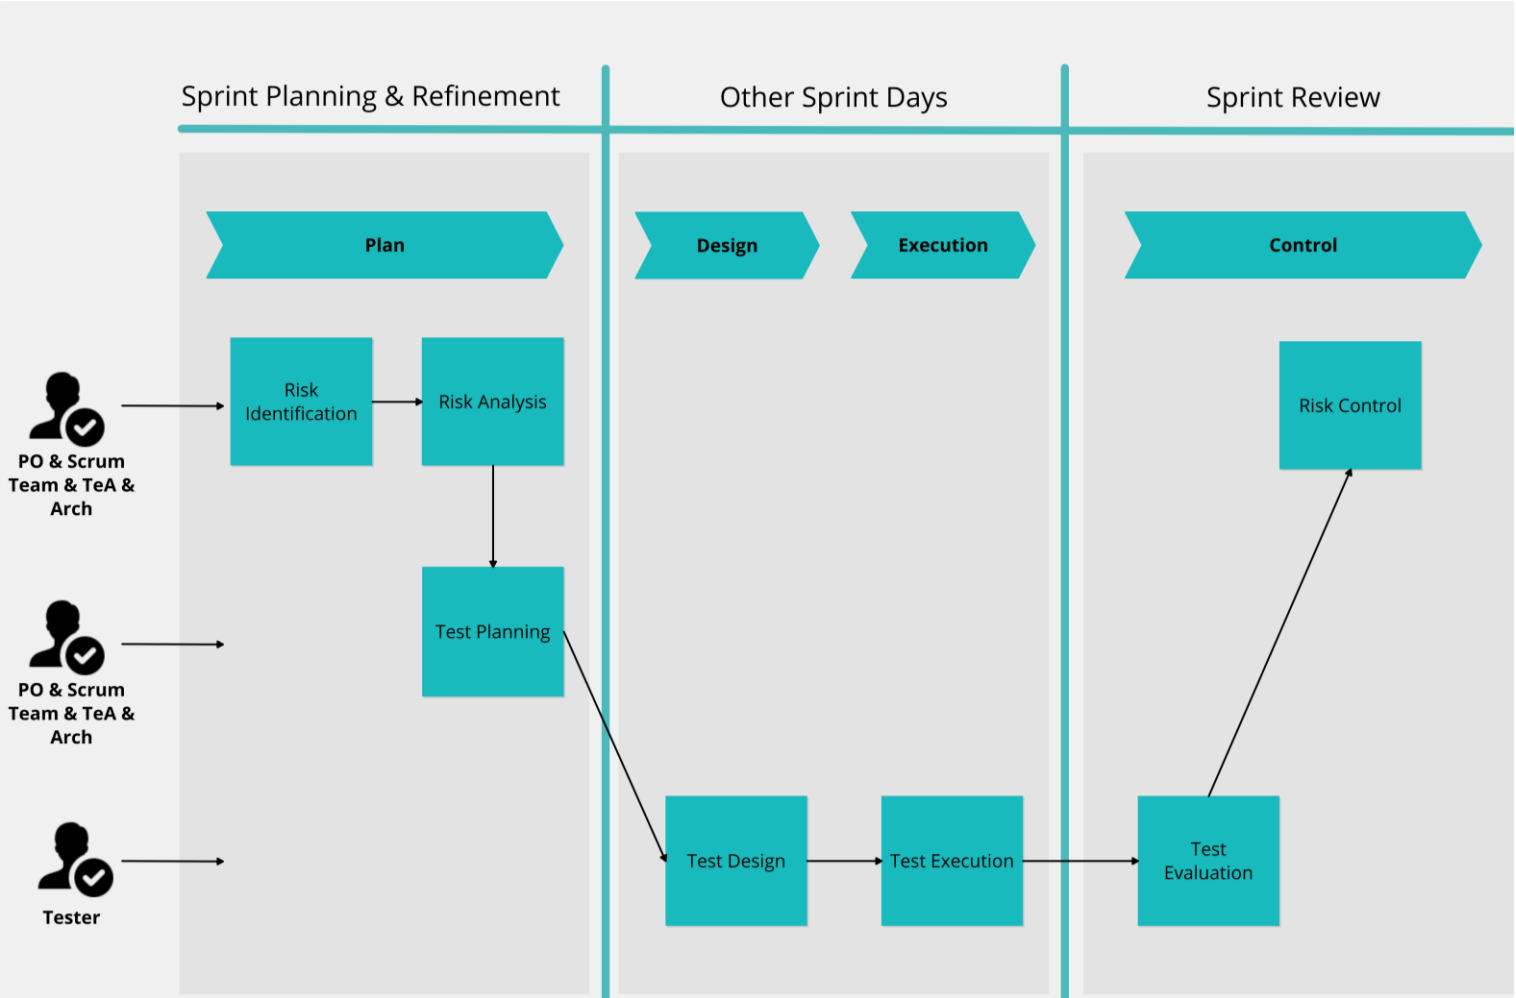 Sprint Planning & Refinement
Other Sprint Days
Sprint Review
Plan
Design
Execution
Control
Risk
Identification
Risk Analysis
Risk Control
PO & Scrum
Team & TeA &
Arch
Test Planning
PO & Scrum
Team & TeA &
Arch
Test Design
Test Execution
Test
Evaluation
Tester